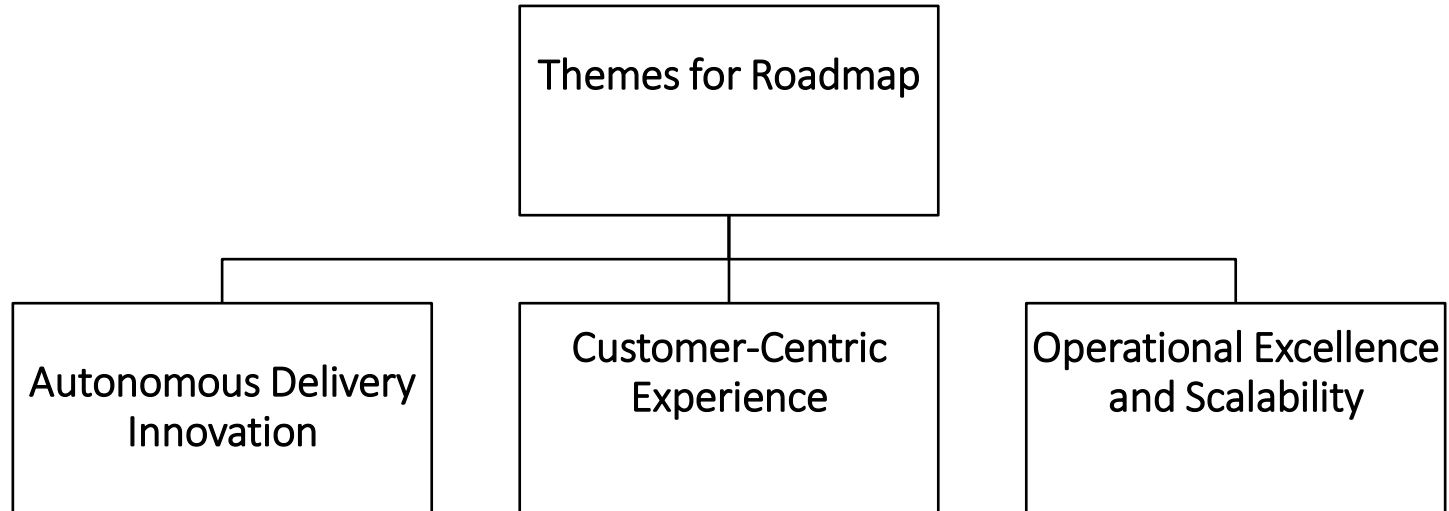 Themes for Roadmap
Autonomous Delivery
Innovation
Customer-Centric
Experience
Operational Excellence
and Scalability